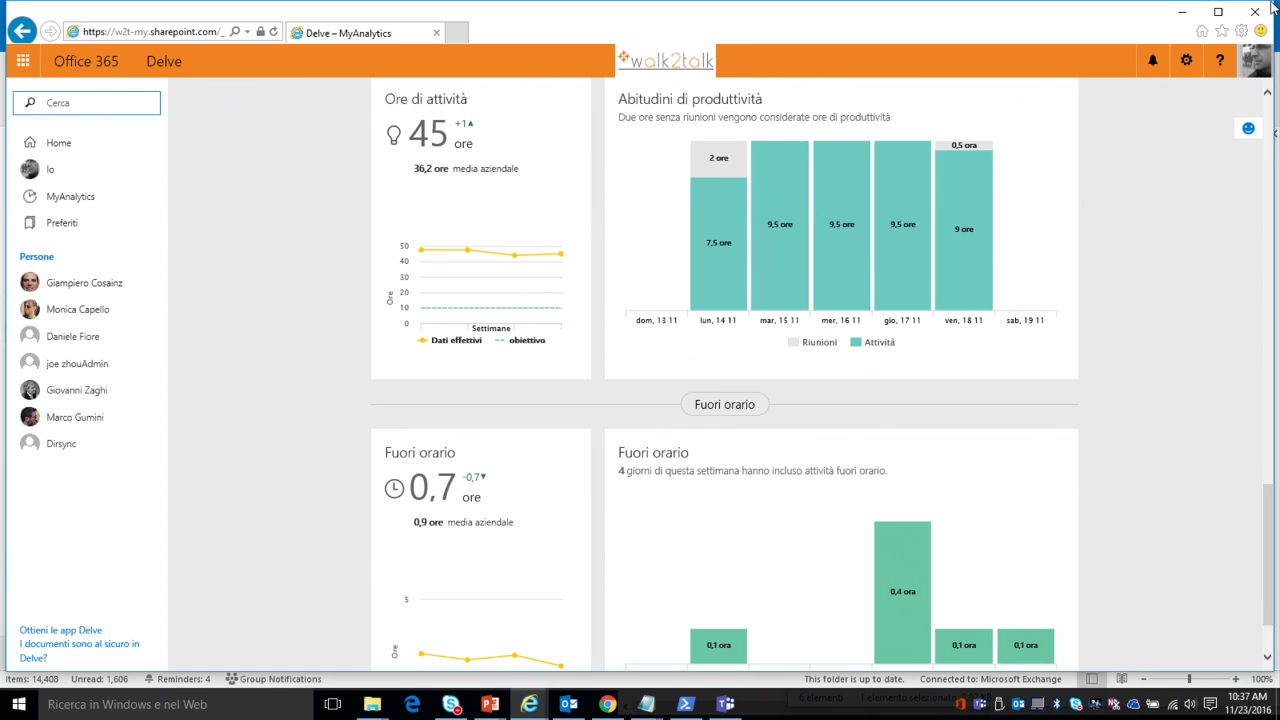 https://w2t-my.sharepoint.com/_
Delve – MyAnalytics
Office 365
Delve
walk2talk
Cerca
Home
Io
MyAnalytics
Preferiti
Persone
Giampiero Cosainz
Monica Capello
Daniele Fiore
joe zhouAdmin
Giovanni Zaghi
Marco Gumini
Dirsync
Ottieni le app Delve
I documenti sono al sicuro in
Delve?
Ore di attività
45
+1
ore
36,2 ore media aziendale
50
40
30
20
10
0
Ore
Settimane
Dati effettivi
obiettivo
Abitudini di produttività
Due ore senza riunioni vengono considerate ore di produttività
2 ore
0,5 ora
7,5 ore
9,5 ore
9,5 ore
9,5 ore
9 ore
dom, 13 11
lun, 14 11
mar, 15 11
mer, 16 11
gio, 17 11
ven, 18 11
sab, 19 11
Riunioni
Attività
Fuori orario
Fuori orario
0,7
-0,7
ore
0,9 ore media aziendale
5
Ore
Fuori orario
4 giorni di questa settimana hanno incluso attività fuori orario.
0,4 ora
0,1 ora
0,1 ora
0,1 ora
Items: 14,408
Unread: 1,606
Reminders: 4
Group Notifications
This folder is up to date.
Connected to: Microsoft Exchange
100%
6 elementi
1 elemento selezionato
Ricerca in Windows e nel Web
10:37 AM
11/23/2016